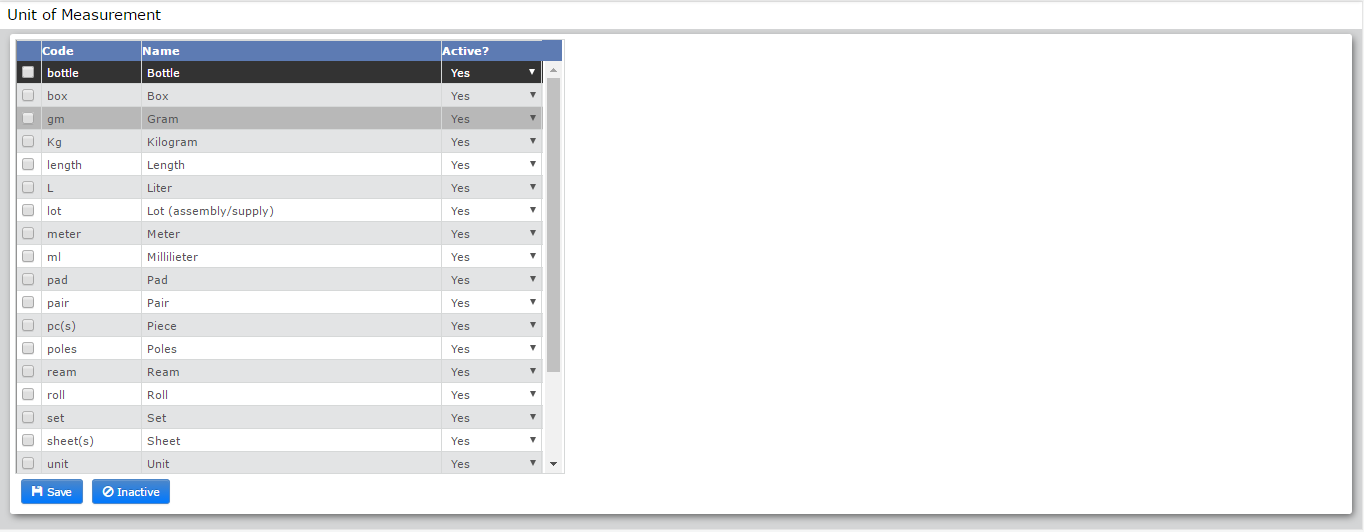 Unit of Measurement
Code Name Active?
bottle Bottle Yes
box Box Yes
gm Gram Yes
Kg Kilogram Yes
length Length Yes
L Liter Yes
lot Lot (assembly/supply) Yes
meter Meter Yes
ml Millilieter Yes
pad Pad Yes
pair Pair Yes
pc(s) Piece Yes
poles Poles Yes
ream Ream Yes
roll Roll Yes
set Set Yes
sheet(s) Sheet Yes
unit Unit Yes
Save Inactive